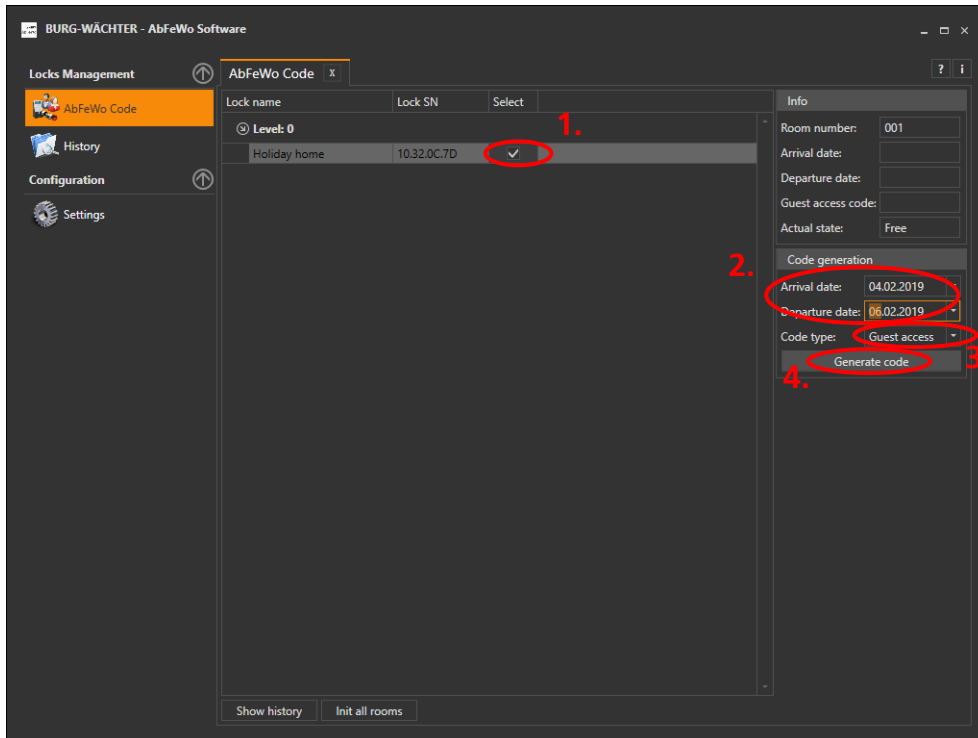 BURG-WÄCHTER - AbFeWo Software
Locks Management
AbFeWo Code
History
Configuration
Settings
AbFeWo Code x
? i
Lock name Lock SN Select
Level: 0
1.
Holiday home 10.32.0C.7D
Show history Init all rooms
Info
Room number: 001
Arrival date:
Departure date:
Guest access code:
Actual state: Free
Code generation
2.
Arrival date: 04.02.2019
Departure date: 06.02.2019
Code type: Guest access
3
Generate code
4.